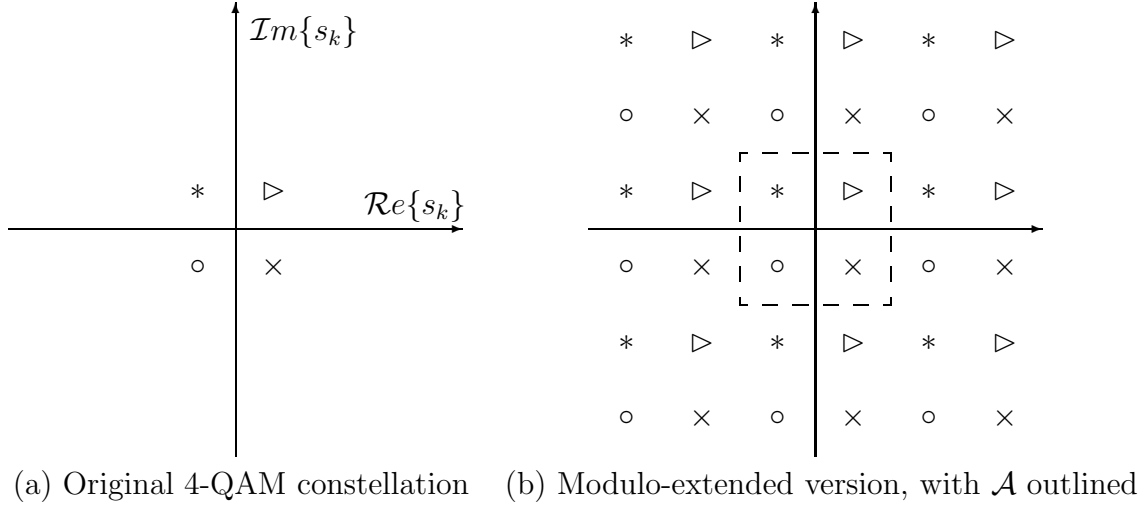 Im{s_k}
Re{s_k}
(a) Original 4-QAM constellation
(b) Modulo-extended version, with A outlined